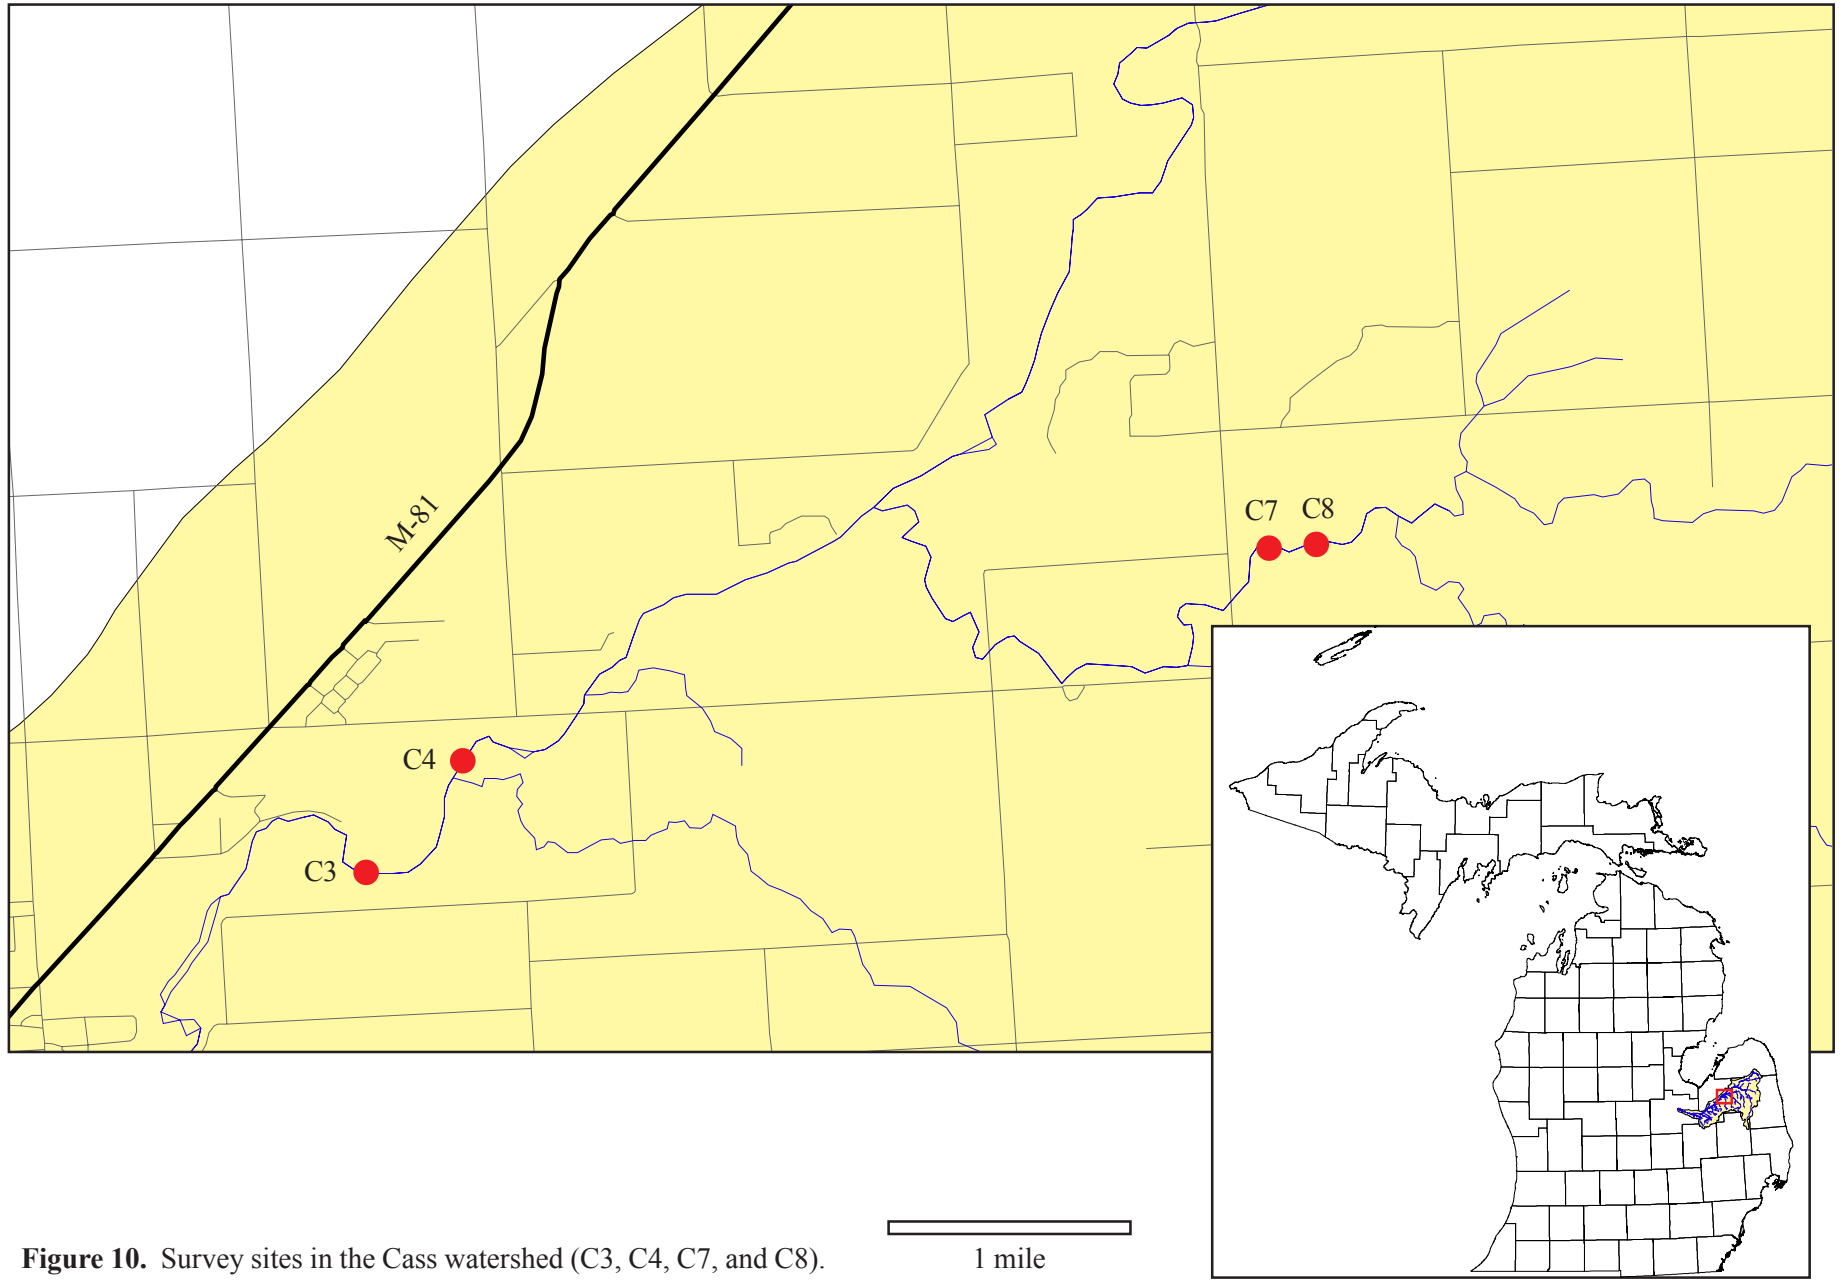 M-81
C7
C8
C4
C3
1 mile
Figure 10. Survey sites in the Cass watershed (C3, C4, C7, and C8).